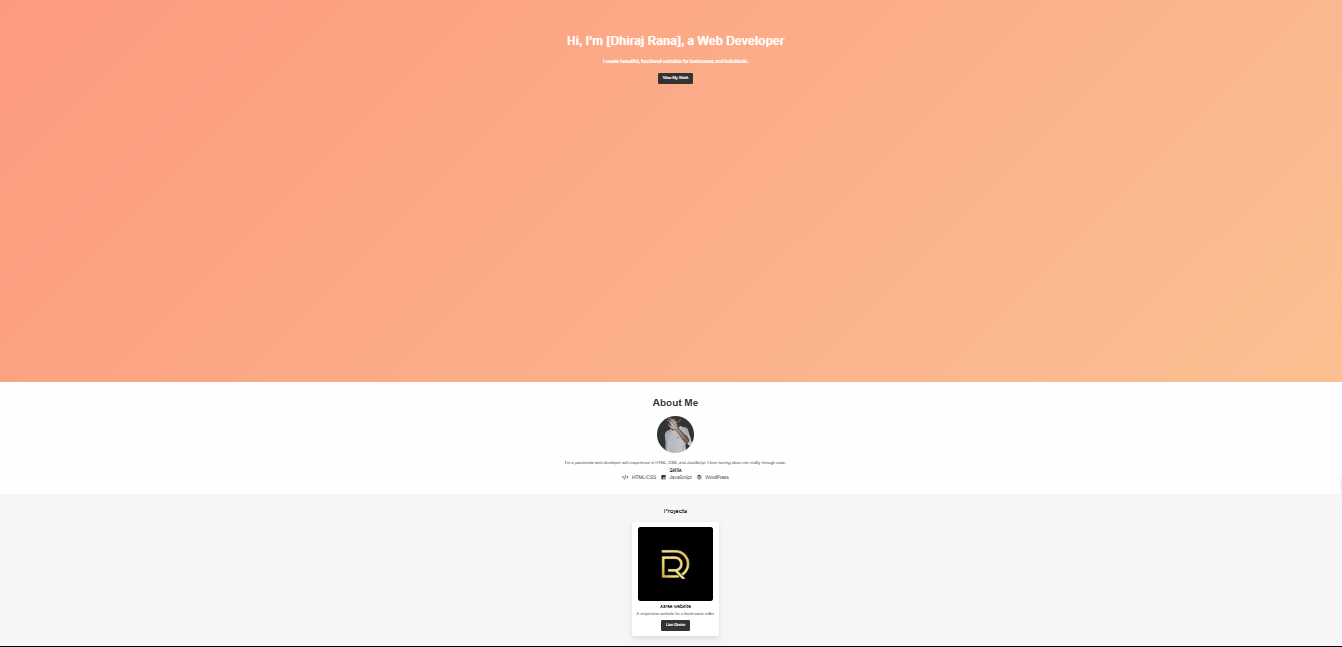 Hi, I'm [Dhiraj Rana], a Web Developer
I create beautiful, functional websites for businesses and individuals.
View My Work
About Me
I'm a passionate web developer with experience in HTML, CSS, and JavaScript. I love turning ideas into reality through code.
Skills
HTML/CSS JavaScript WordPress
Projects
DR
saree website
A responsive website for a local saree seller.
Live Demo